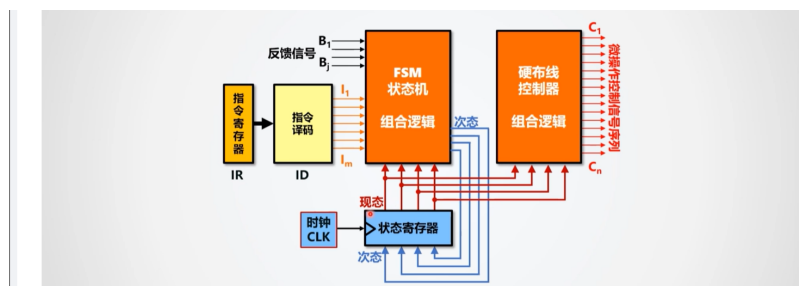 B1
反馈信号
Bj
指令寄存器
IR
指令
译码
ID
I1
Im
FSM
状态机
组合逻辑
次态
硬布线
控制器
组合逻辑
C1
微操作控制信号序列
Cn
现态
时钟
CLK
状态寄存器
次态